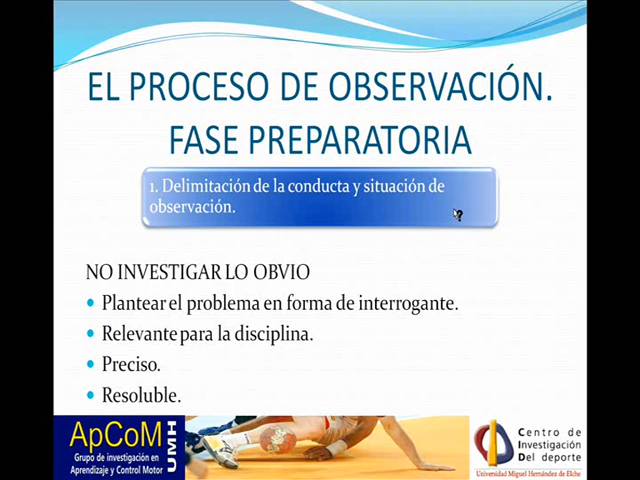 EL PROCESO DE OBSERVACIÓN.
FASE PREPARATORIA
1. Delimitación de la conducta y situación de
observación.
NO INVESTIGAR LO OBVIO
• Plantear el problema en forma de interrogante.
• Relevante para la disciplina.
• Preciso.
• Resoluble.
ApCoM
UMH
Grupo de investigación en
Aprendizaje y Control Motor
Centro de
Investigación
Del deporte
Universidad Miguel Hernández de Elche